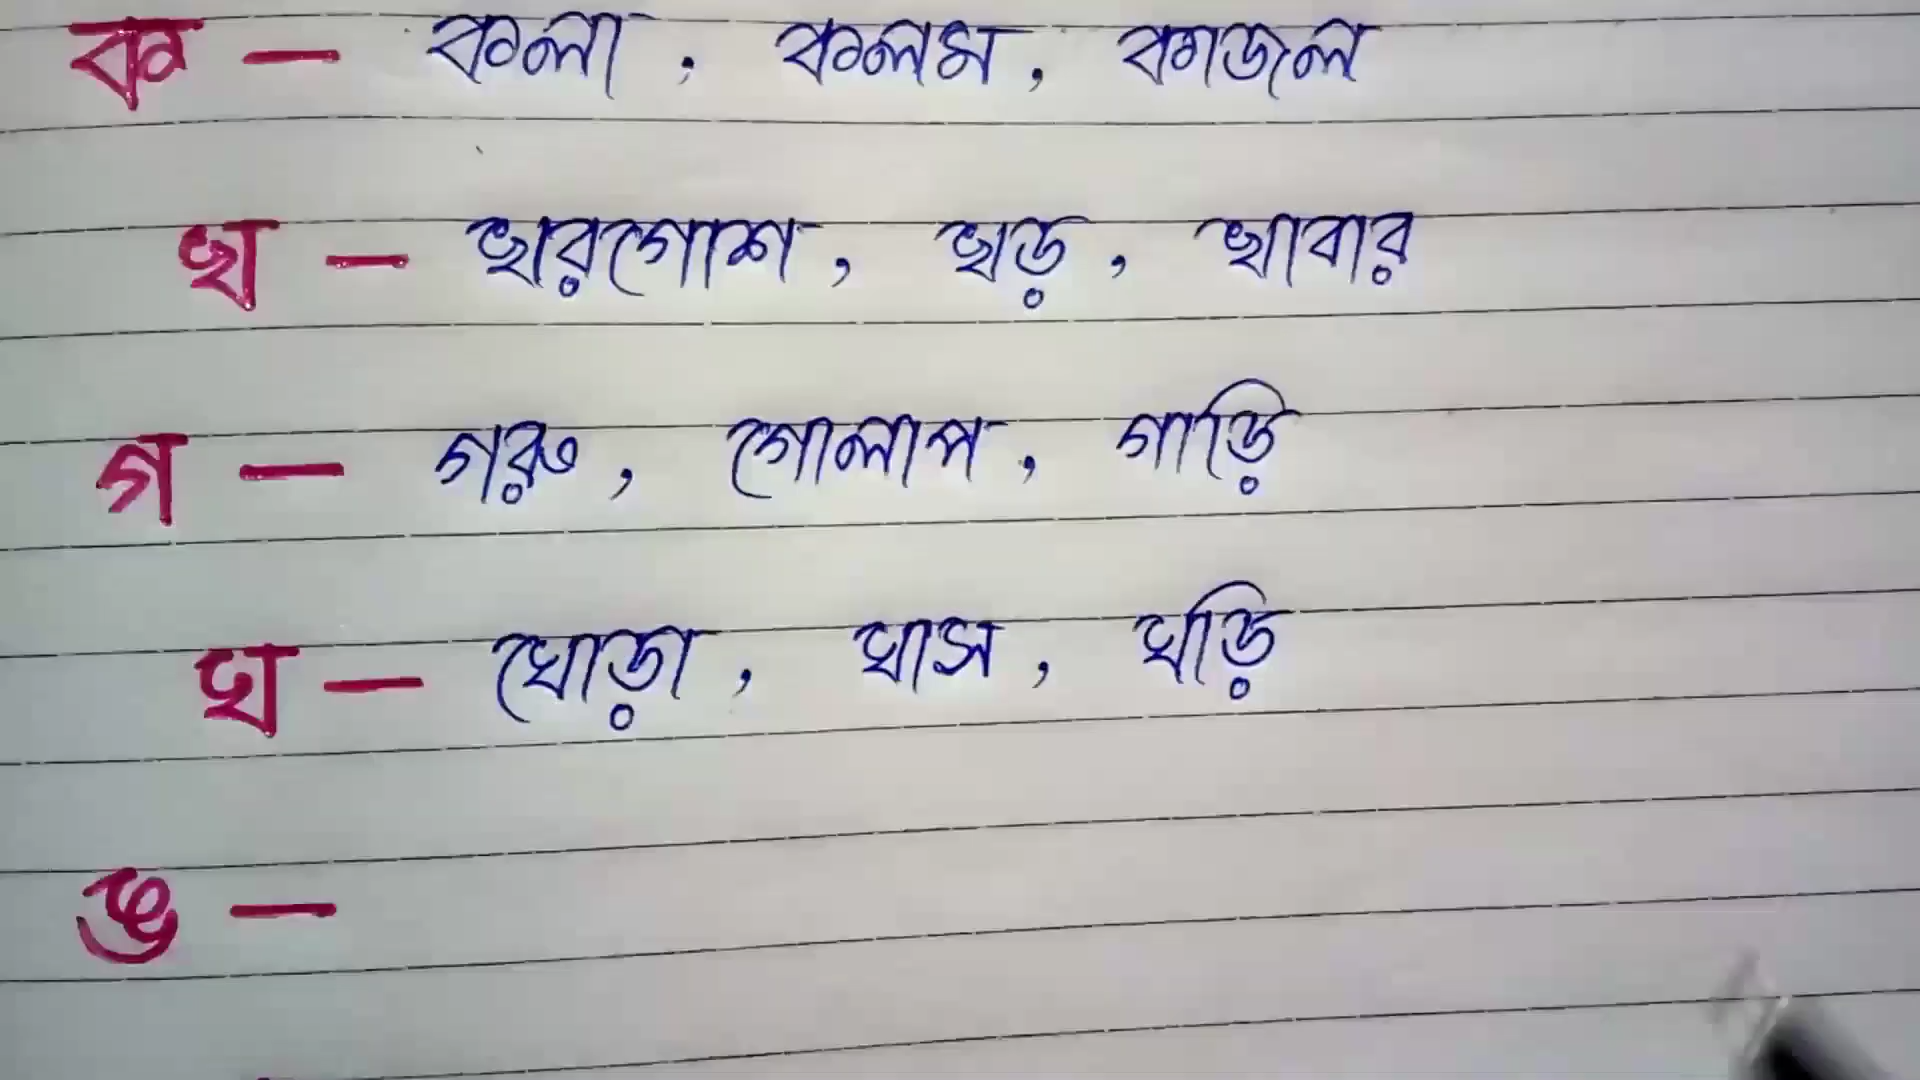 ক — কলা, কলম, কাজল
খ — খরগোশ, খড়, খাবার
গ — গরু, গোলাপ, গাড়ি
ঘ — ঘোড়া, ঘাস, ঘড়ি
ঙ —